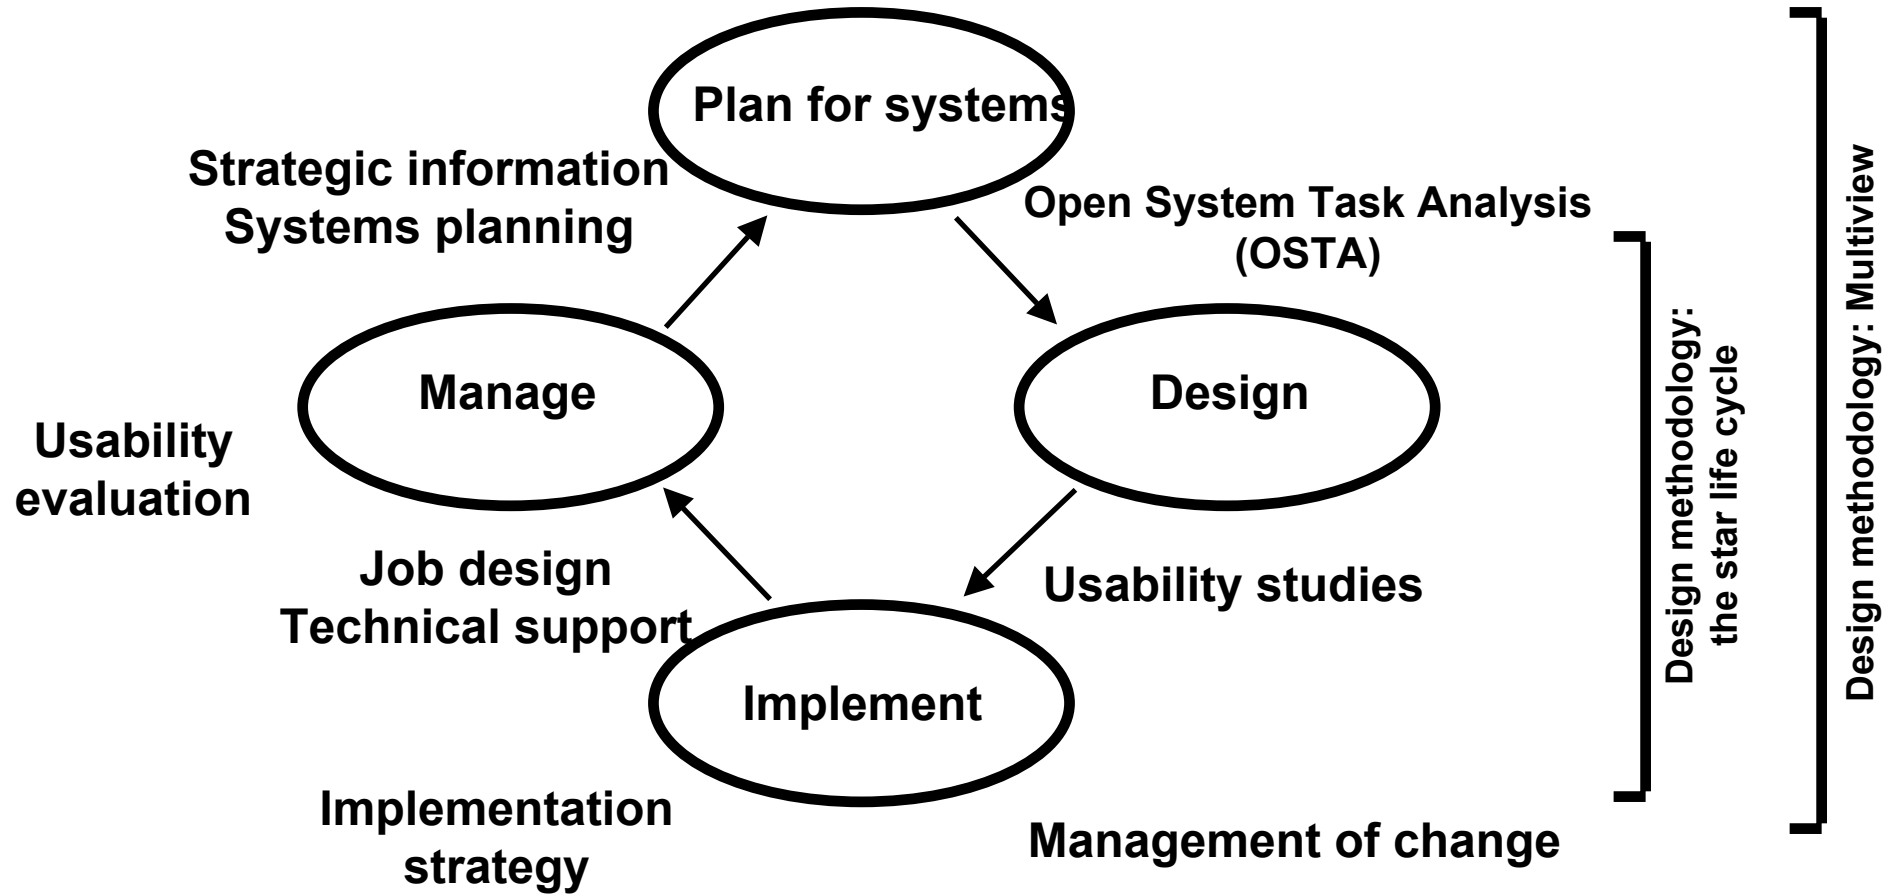 Plan for systems
Strategic information
Systems planning
Open System Task Analysis
(OSTA)
Manage
Design
Usability
evaluation
Job design
Technical support
Usability studies
Implement
Implementation
strategy
Management of change
Design methodology:
the star life cycle
Design methodology: Multiview